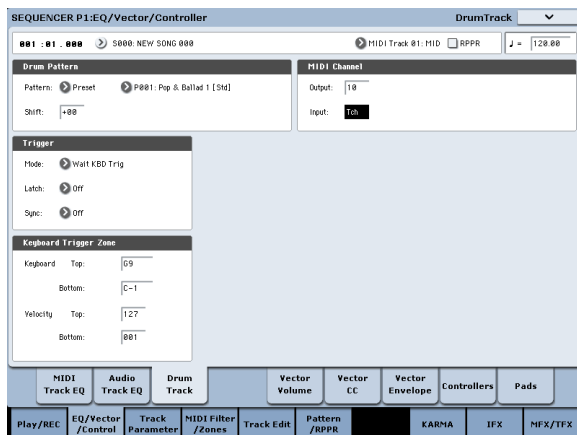 SEQUENCER P1:EQ/Vector/Controller DrumTrack
001 :01 . 000 S000: NEW SONG 000 MIDI Track 01: MID RPPR ♩ = 120.00
Drum Pattern MIDI Channel
Pattern: Preset P001: Pop & Ballad 1 [Std] Output: 10
Shift: +00 Input: Tch
Trigger
Mode: Wait KBD Trig
Latch: Off
Sync: Off
Keyboard Trigger Zone
Keyboard Top: G9
Bottom: C-1
Velocity Top: 127
Bottom: 001
MIDI Track EQ Audio Track EQ Drum Track Vector Volume Vector CC Vector Envelope Controllers Pads
Play/REC EQ/Vector /Control Track Parameter MIDI Filter /Zones Track Edit Pattern /RPPR KARMA IFX MFX/TFX